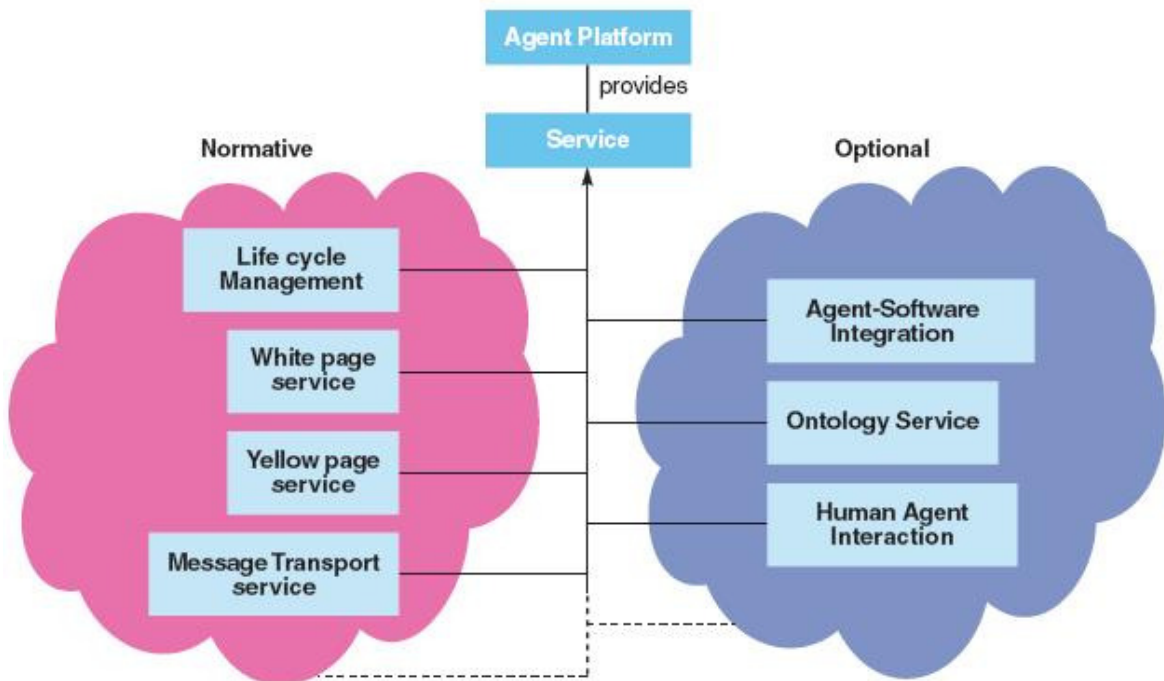 Agent Platform
provides
Service
Normative
Optional
Life cycle
Management
White page
service
Yellow page
service
Message Transport
service
Agent-Software
Integration
Ontology Service
Human Agent
Interaction